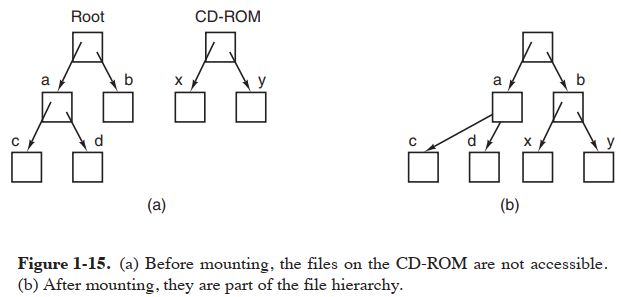 Root CD-ROM
a b x y a b
c d c d x y
(a) (b)
Figure 1-15. (a) Before mounting, the files on the CD-ROM are not accessible.
(b) After mounting, they are part of the file hierarchy.